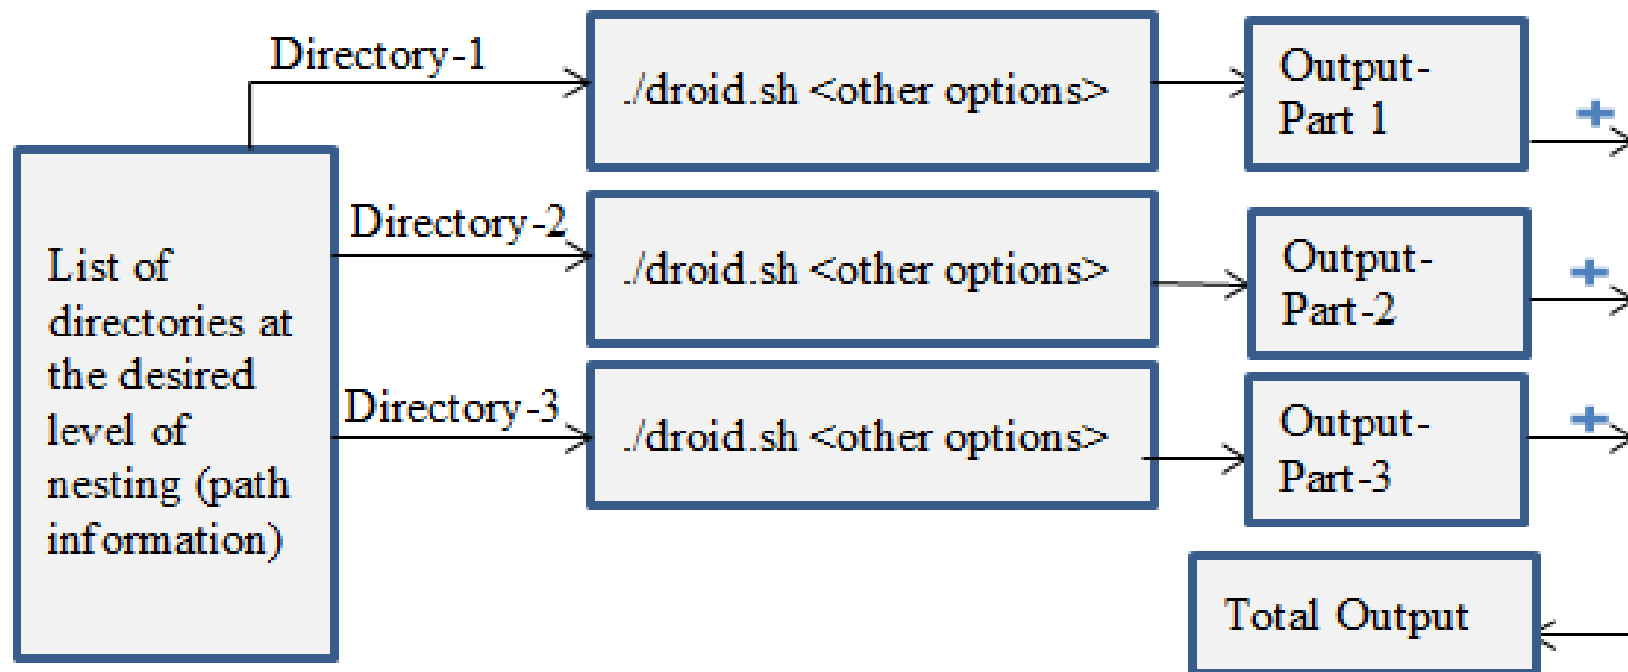 Directory-1
./droid.sh <other options>
Output-
Part 1
+
List of
directories at
the desired
level of
nesting (path
information)
Directory-2
./droid.sh <other options>
Output-
Part-2
+
Directory-3
./droid.sh <other options>
Output-
Part-3
+
Total Output